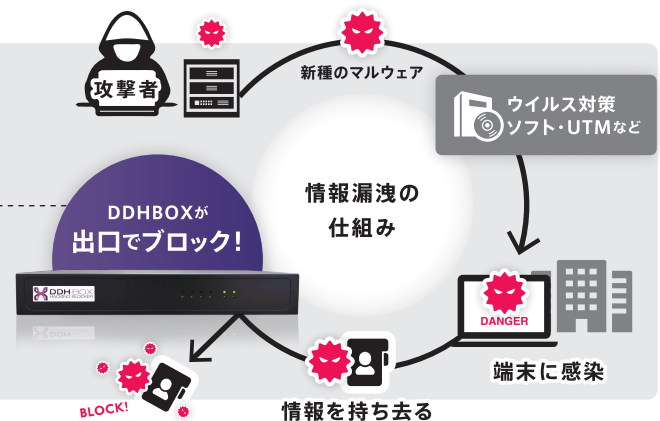 攻撃者
新種のマルウェア
ウイルス対策
ソフト・UTMなど
情報漏洩の
仕組み
DDHBOXが
出口でブロック！
DDH BOX
HACKING BLOCKER
DANGER
端末に感染
情報を持ち去る
BLOCK!